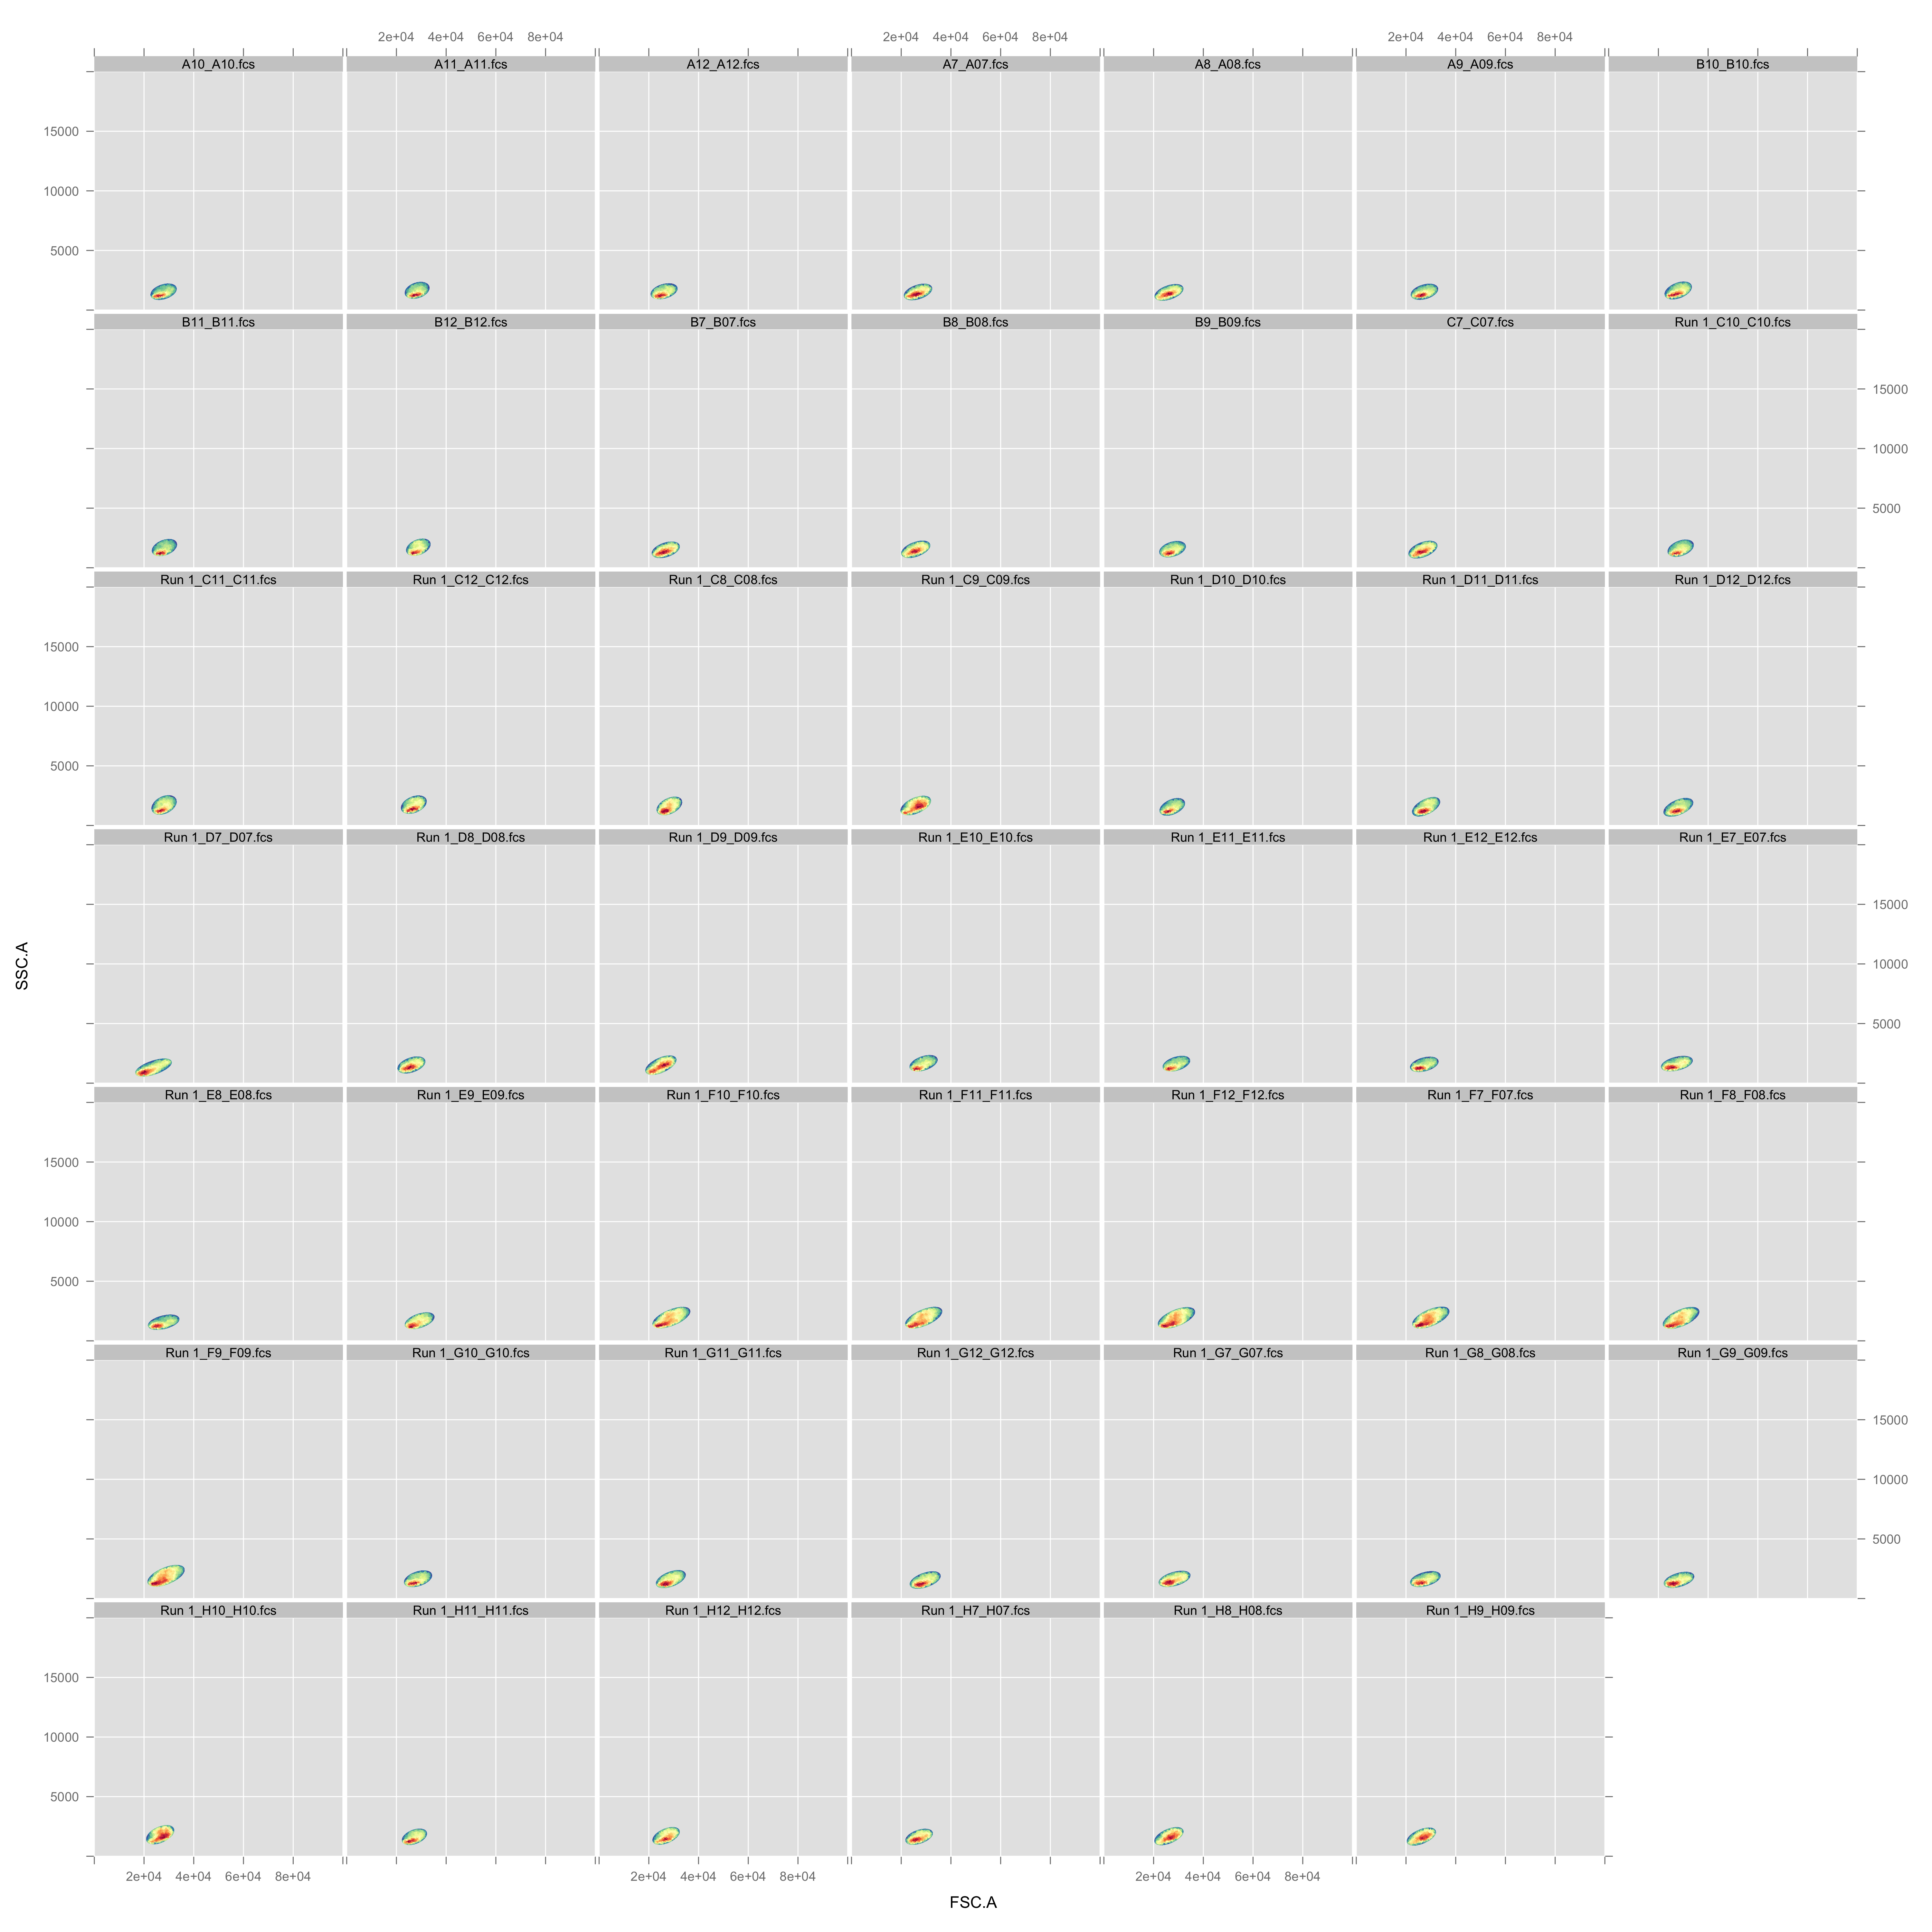 2e+04 4e+04 6e+04 8e+04 2e+04 4e+04 6e+04 8e+04 2e+04 4e+04 6e+04 8e+04
A10_A10.fcs A11_A11.fcs A12_A12.fcs A7_A07.fcs A8_A08.fcs A9_A09.fcs B10_B10.fcs
15000
10000
5000
B11_B11.fcs B12_B12.fcs B7_B07.fcs B8_B08.fcs B9_B09.fcs C7_C07.fcs Run 1_C10_C10.fcs
15000
10000
5000
Run 1_C11_C11.fcs Run 1_C12_C12.fcs Run 1_C8_C08.fcs Run 1_C9_C09.fcs Run 1_D10_D10.fcs Run 1_D11_D11.fcs Run 1_D12_D12.fcs
15000
10000
5000
Run 1_D7_D07.fcs Run 1_D8_D08.fcs Run 1_D9_D09.fcs Run 1_E10_E10.fcs Run 1_E11_E11.fcs Run 1_E12_E12.fcs Run 1_E7_E07.fcs
15000
SSC.A
10000
5000
Run 1_E8_E08.fcs Run 1_E9_E09.fcs Run 1_F10_F10.fcs Run 1_F11_F11.fcs Run 1_F12_F12.fcs Run 1_F7_F07.fcs Run 1_F8_F08.fcs
15000
10000
5000
Run 1_F9_F09.fcs Run 1_G10_G10.fcs Run 1_G11_G11.fcs Run 1_G12_G12.fcs Run 1_G7_G07.fcs Run 1_G8_G08.fcs Run 1_G9_G09.fcs
15000
10000
5000
Run 1_H10_H10.fcs Run 1_H11_H11.fcs Run 1_H12_H12.fcs Run 1_H7_H07.fcs Run 1_H8_H08.fcs Run 1_H9_H09.fcs
15000
10000
5000
2e+04 4e+04 6e+04 8e+04 2e+04 4e+04 6e+04 8e+04 2e+04 4e+04 6e+04 8e+04
FSC.A